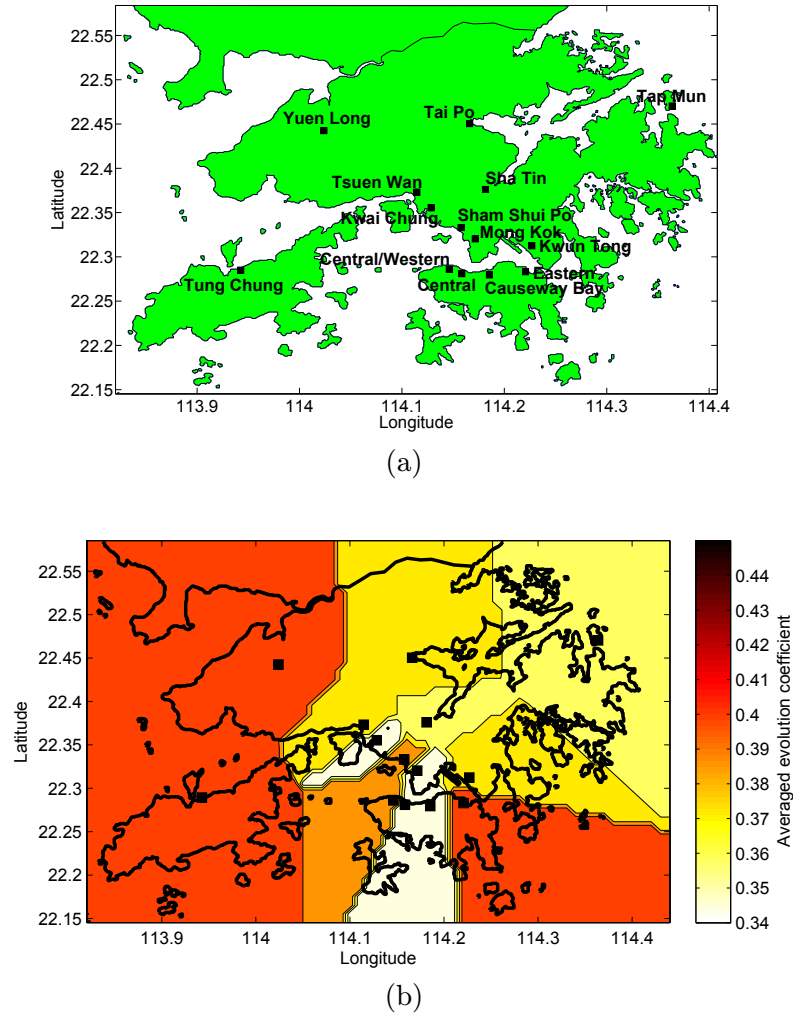 22.55
22.5
22.45
22.4
22.35
22.3
22.25
22.2
22.15
Latitude
Tap Mun
Yuen Long
Tai Po
Tsuen Wan
Sha Tin
Kwai Chung
Sham Shui Po
Mong Kok
Kwun Tong
Central/Western
Eastern
Tung Chung
Central
Causeway Bay
113.9
114
114.1
114.2
114.3
114.4
Longitude
(a)
22.55
22.5
22.45
22.4
22.35
22.3
22.25
22.2
22.15
Latitude
113.9
114
114.1
114.2
114.3
114.4
Longitude
0.44
0.43
0.42
0.41
0.4
0.39
0.38
0.37
0.36
0.35
0.34
Averaged evolution coefficient
(b)